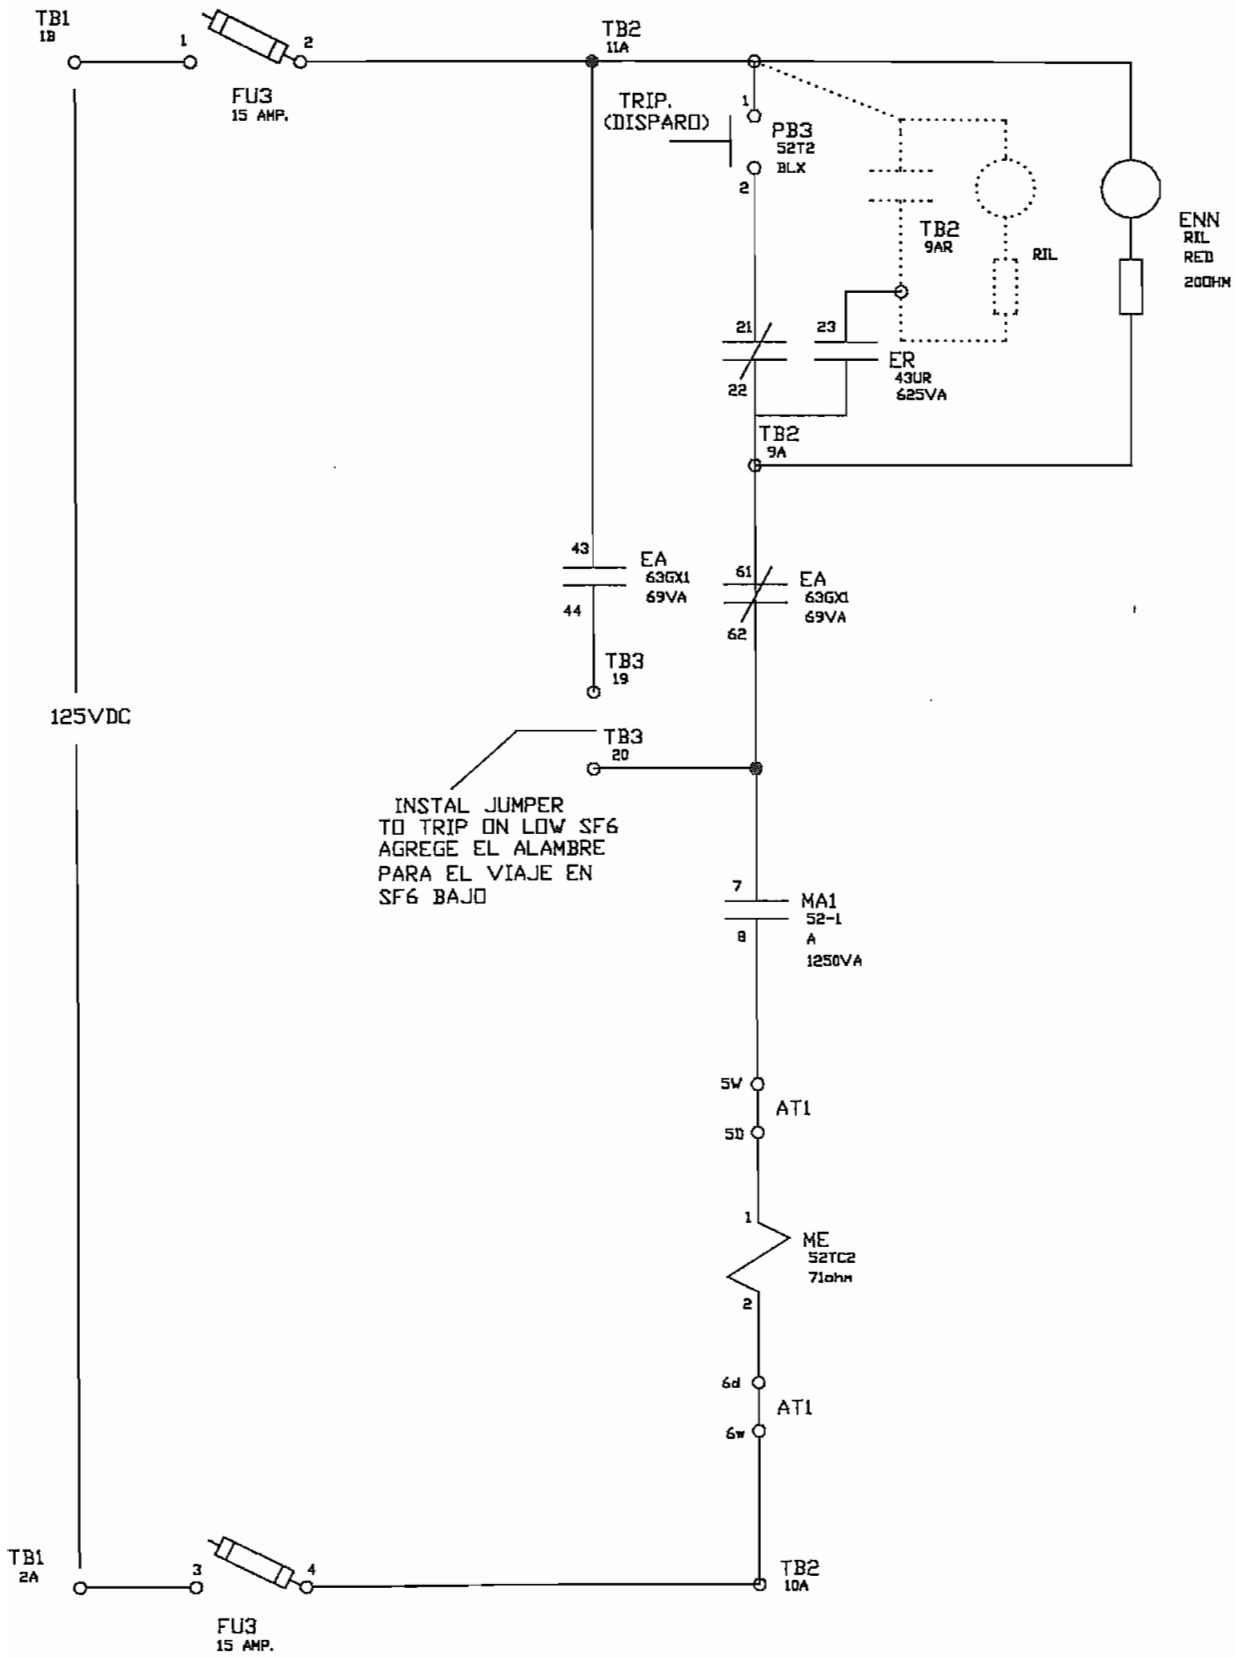 TB1
1B
1
2
FU3
15 AMP.
TB2
11A
TRIP.
(DISPARO)
1
PB3
52T2
BLX
2
TB2
9AR
RIL
ENN
RIL
RED
200HM
21
22
23
ER
43UR
625VA
TB2
9A
43
44
EA
63GX1
69VA
61
62
EA
63GX1
69VA
TB3
19
125VDC
TB3
20
INSTAL JUMPER
TO TRIP ON LOW SF6
AGREGE EL ALAMBRE
PARA EL VIAJE EN
SF6 BAJO
7
8
MA1
52-1
A
1250VA
5W
5D
AT1
1
2
ME
52TC2
71ohm
6d
6w
AT1
TB1
2A
3
4
FU3
15 AMP.
TB2
10A